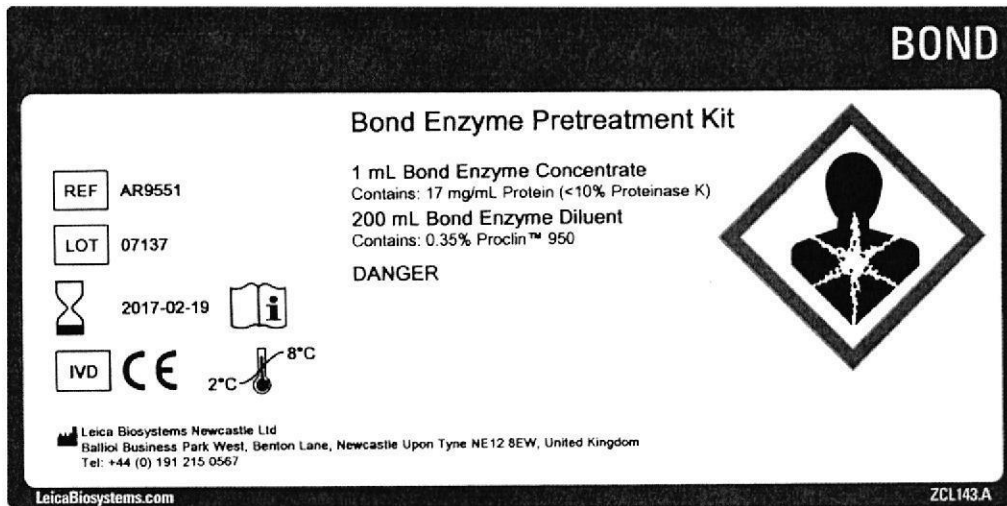 BOND
Bond Enzyme Pretreatment Kit
1 mL Bond Enzyme Concentrate
Contains: 17 mg/mL Protein (<10% Proteinase K)
200 mL Bond Enzyme Diluent
Contains: 0.35% Proclin™ 950
DANGER
REF AR9551
LOT 07137
2017-02-19 i
IVD CE 2°C 8°C
Leica Biosystems Newcastle Ltd
Balliol Business Park West, Benton Lane, Newcastle Upon Tyne NE12 8EW, United Kingdom
Tel: +44 (0) 191 215 0567
LeicaBiosystems.com ZCL143.A